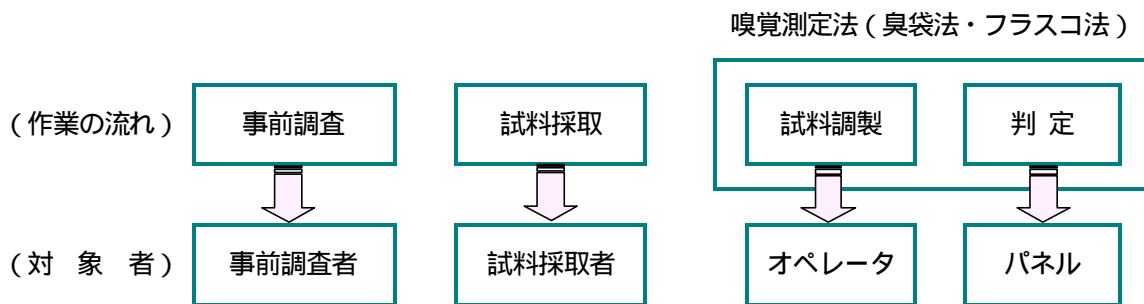 嗅覚測定法(臭袋法・フラスコ法)
(作業の流れ) 事前調査 試料採取 試料調製 判 定
(対 象 者) 事前調査者 試料採取者 オペレータ パネル